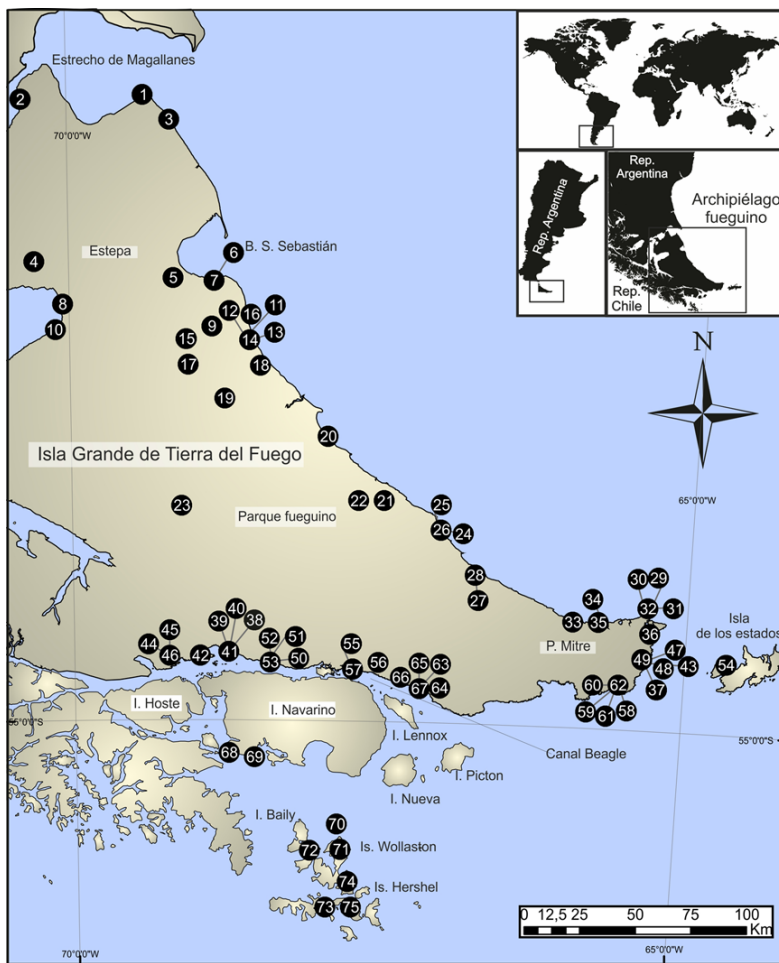 Estrecho de Magallanes
1
2
3
70°0'0"W
Estepa
B. S. Sebastián
6
4
5
7
8
12
16
11
10
9
15
14
13
17
18
19
20
Isla Grande de Tierra del Fuego
23
22
21
25
Parque fueguino
26
24
28
27
30
29
34
33
35
32
31
36
P. Mitre
Isla
de los estados
40
39
38
45
44
46
42
41
52
51
53
50
55
57
56
65
63
66
67
64
49
47
48
43
54
37
60
62
59
61
58
I. Hoste
I. Navarino
I. Lennox
55°0'0"S
55°0'0"S
Canal Beagle
68
69
I. Picton
I. Nueva
I. Baily
70
72
71
Is. Wollaston
74
Is. Hershel
73
75
70°0'0"W
65°0'0"W
65°0'0"W
N
0 12,5 25 50 75 100
Km
Rep. Argentina
Rep.
Argentina
Archipiélago
fueguino
Rep.
Chile